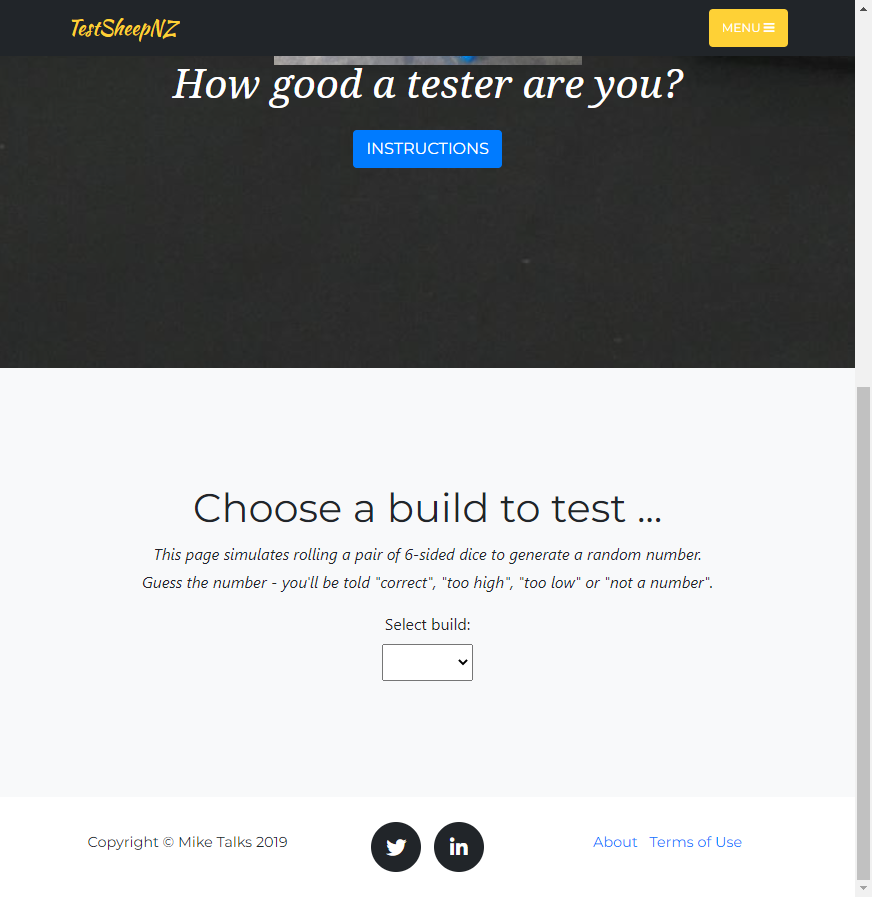 TestSheepNZ
MENU
How good a tester are you?
INSTRUCTIONS
Choose a build to test ...
This page simulates rolling a pair of 6-sided dice to generate a random number.
Guess the number - you'll be told "correct", "too high", "too low" or "not a number".
Select build:
Copyright © Mike Talks 2019
in
About Terms of Use